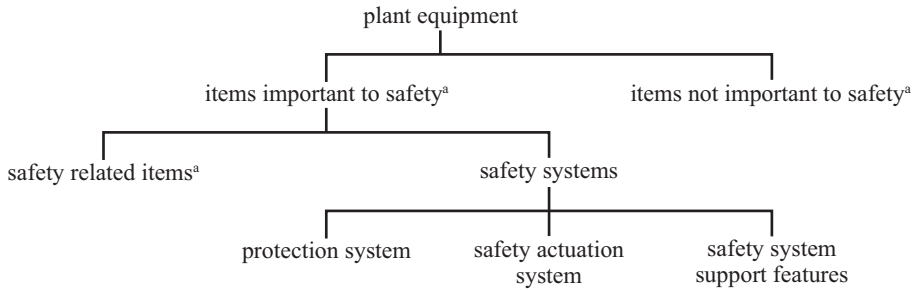 plant equipment
items important to safetyᵃ
items not important to safetyᵃ
safety related itemsᵃ
safety systems
protection system
safety actuation
system
safety system
support features